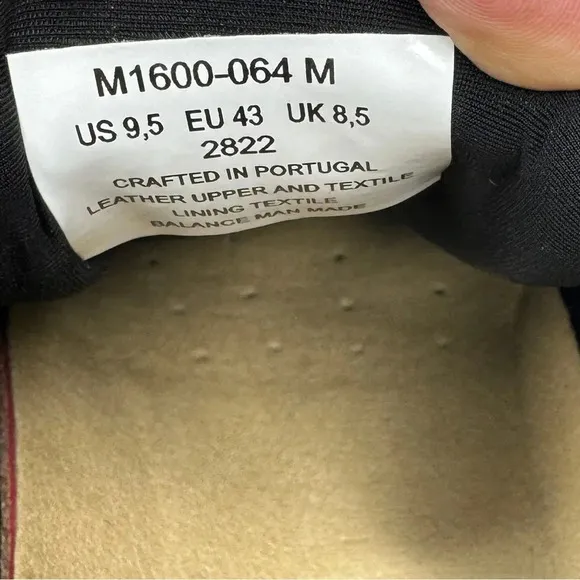 M1600-064 M
US 9,5 EU 43 UK 8,5
2822
CRAFTED IN PORTUGAL
LEATHER UPPER AND TEXTILE
LINING TEXTILE
BALANCE MAN MADE